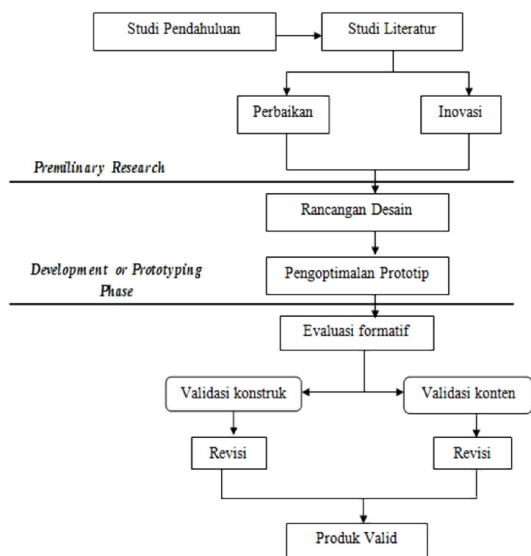 Studi Pendahuluan
Studi Literatur
Perbaikan
Inovasi
Premilinary Research
Rancangan Desain
Development or Prototyping
Phase
Pengoptimalan Prototip
Evaluasi formatif
Validasi konstruk
Validasi konten
Revisi
Revisi
Produk Valid